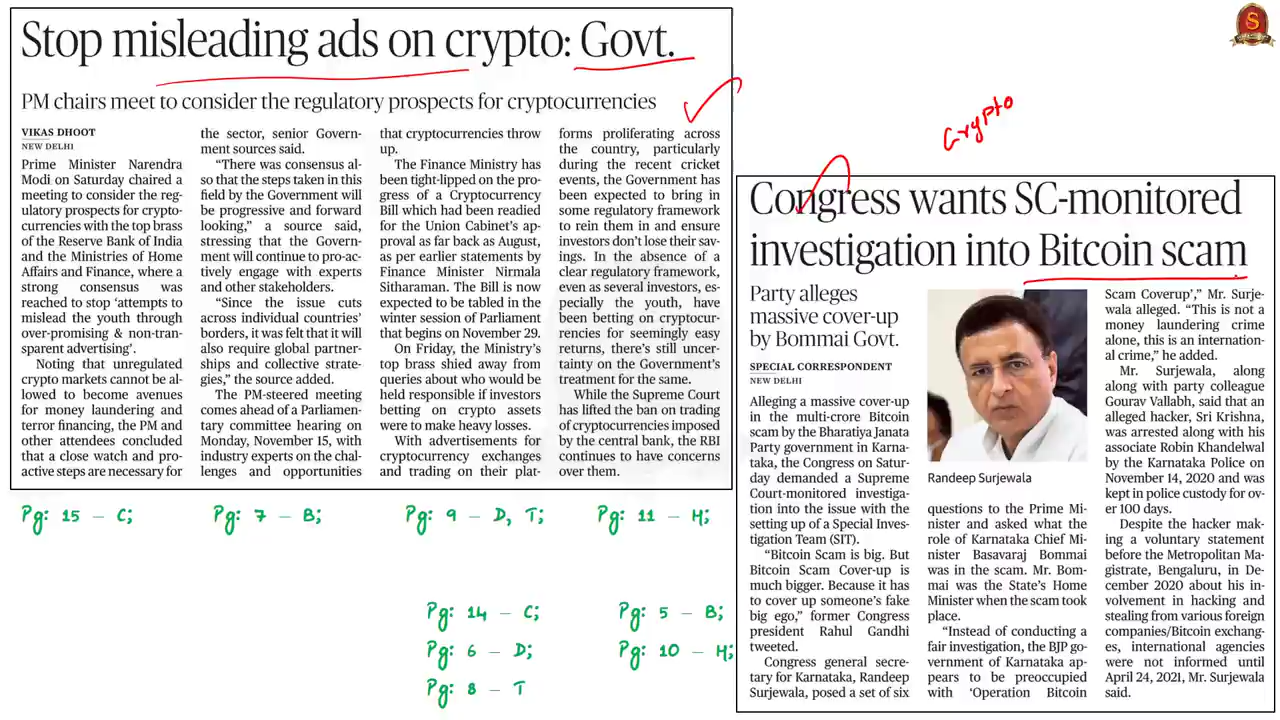 Stop misleading ads on crypto: Govt.
PM chairs meet to consider the regulatory prospects for cryptocurrencies
VIKAS DHOOT
NEW DELHI
Prime Minister Narendra
Modi on Saturday chaired a
meeting to consider the reg-
ulatory prospects for crypto-
currencies with the top brass
of the Reserve Bank of India
and the Ministries of Home
Affairs and Finance, where a
strong consensus was
reached to stop ‘attempts to
mislead the youth through
over-promising & non-tran-
sparent advertising’.
Noting that unregulated
crypto markets cannot be al-
lowed to become avenues
for money laundering and
terror financing, the PM and
other attendees concluded
that a close watch and pro-
active steps are necessary for
the sector, senior Govern-
ment sources said.
“There was consensus al-
so that the steps taken in this
field by the Government will
be progressive and forward
looking,” a source said,
stressing that the Govern-
ment will continue to pro-ac-
tively engage with experts
and other stakeholders.
“Since the issue cuts
across individual countries’
borders, it was felt that it will
also require global partner-
ships and collective strate-
gies,” the source added.
The PM-steered meeting
comes ahead of a Parliamen-
tary committee hearing on
Monday, November 15, with
industry experts on the chal-
lenges and opportunities
that cryptocurrencies throw
up.
The Finance Ministry has
been tight-lipped on the pro-
gress of a Cryptocurrency
Bill which had been readied
for the Union Cabinet’s ap-
proval as far back as August,
as per earlier statements by
Finance Minister Nirmala
Sitharaman. The Bill is now
expected to be tabled in the
winter session of Parliament
that begins on November 29.
On Friday, the Ministry’s
top brass shied away from
queries about who would be
held responsible if investors
betting on crypto assets
were to make heavy losses.
With advertisements for
cryptocurrency exchanges
and trading on their plat-
forms proliferating across
the country, particularly
during the recent cricket
events, the Government has
been expected to bring in
some regulatory framework
to rein them in and ensure
investors don’t lose their sav-
ings. In the absence of a
clear regulatory framework,
even as several investors, es-
pecially the youth, have
been betting on cryptocur-
rencies for seemingly easy
returns, there’s still uncer-
tainty on the Government’s
treatment for the same.
While the Supreme Court
has lifted the ban on trading
of cryptocurrencies imposed
by the central bank, the RBI
continues to have concerns
over them.
Crypto
Congress wants SC-monitored
investigation into Bitcoin scam
Party alleges
massive cover-up
by Bommai Govt.
SPECIAL CORRESPONDENT
NEW DELHI
Alleging a massive cover-up
in the multi-crore Bitcoin
scam by the Bharatiya Janata
Party government in Karna-
taka, the Congress on Satur-
day demanded a Supreme
Court-monitored investiga-
tion into the issue with the
setting up of a Special Inves-
tigation Team (SIT).
“Bitcoin Scam is big. But
Bitcoin Scam Cover-up is
much bigger. Because it has
to cover up someone’s fake
big ego,” former Congress
president Rahul Gandhi
tweeted.
Congress general secre-
tary for Karnataka, Randeep
Surjewala, posed a set of six
Randeep Surjewala
questions to the Prime Mi-
nister and asked what the
role of Karnataka Chief Mi-
nister Basavaraj Bommai
was in the scam. Mr. Bom-
mai was the State’s Home
Minister when the scam took
place.
“Instead of conducting a
fair investigation, the BJP go-
vernment of Karnataka ap-
pears to be preoccupied
with ‘Operation Bitcoin
Scam Coverup’,” Mr. Surje-
wala alleged. “This is not a
money laundering crime
alone, this is an internation-
al crime,” he added.
Mr. Surjewala, along
along with party colleague
Gourav Vallabh, said that an
alleged hacker, Sri Krishna,
was arrested along with his
associate Robin Khandelwal
by the Karnataka Police on
November 14, 2020 and was
kept in police custody for ov-
er 100 days.
Despite the hacker mak-
ing a voluntary statement
before the Metropolitan Ma-
gistrate, Bengaluru, in De-
cember 2020 about his in-
volvement in hacking and
stealing from various foreign
companies/Bitcoin exchang-
es, international agencies
were not informed until
April 24, 2021, Mr. Surjewala
said.
Pg: 15 – C;
Pg: 7 – B;
Pg: 9 – D, T;
Pg: 11 – H;
Pg: 14 – C;
Pg: 5 – B;
Pg: 6 – D;
Pg: 10 – H;
Pg: 8 – T